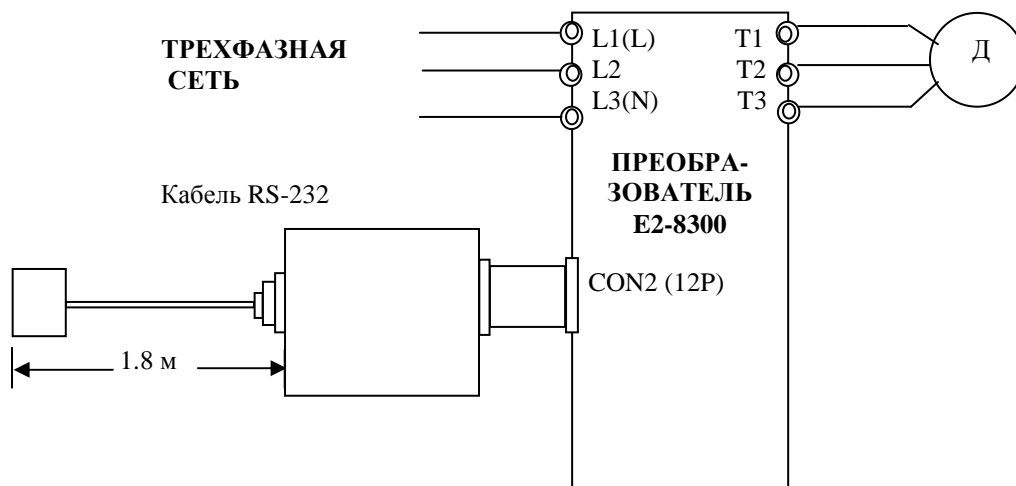 ТРЕХФАЗНАЯ
СЕТЬ
L1(L)
L2
L3(N)
T1
T2
T3
Д
ПРЕОБРА-
ЗОВАТЕЛЬ
E2-8300
Кабель RS-232
CON2 (12P)
1.8 м